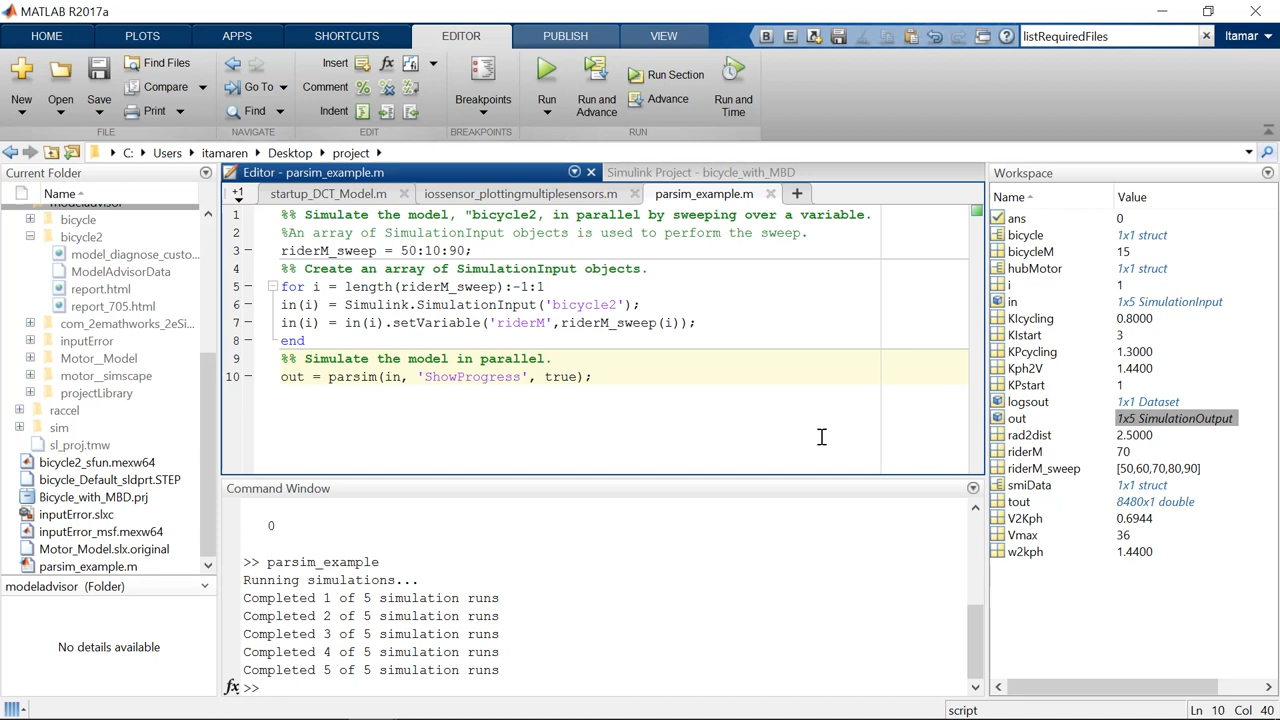 MATLAB R2017a
HOME PLOTS APPS SHORTCUTS EDITOR PUBLISH VIEW listRequiredFiles Itamar
New Open Save Find Files Compare Print
FILE
Go To Find
NAVIGATE
Insert fx Comment Indent
EDIT
Breakpoints
BREAKPOINTS
Run Run and Advance Run Section Advance Run and Time
RUN
C: Users itamaren Desktop project
Current Folder
Name
modeladvisor
bicycle
bicycle2
model_diagnose_custo...
ModelAdvisorData
report.html
report_705.html
com_2emathworks_2eSi...
inputError
Motor__Model
motor__simscape
projectLibrary
raccel
sim
sl_proj.tmw
bicycle2_sfun.mexw64
bicycle_Default_sldprt.STEP
Bicycle_with_MBD.prj
inputError.slxc
inputError_msf.mexw64
Motor_Model.slx.original
parsim_example.m
modeladvisor (Folder)
No details available
Editor - parsim_example.m Simulink Project - bicycle_with_MBD
+1 startup_DCT_Model.m iossensor_plottingmultiplesensors.m parsim_example.m +
1 %% Simulate the model, "bicycle2, in parallel by sweeping over a variable.
2 %An array of SimulationInput objects is used to perform the sweep.
3 – riderM_sweep = 50:10:90;
4 %% Create an array of SimulationInput objects.
5 – for i = length(riderM_sweep):-1:1
6 – in(i) = Simulink.SimulationInput('bicycle2');
7 – in(i) = in(i).setVariable('riderM',riderM_sweep(i));
8 – end
9 %% Simulate the model in parallel.
10 – out = parsim(in, 'ShowProgress', true);
Command Window
0
>> parsim_example
Running simulations...
Completed 1 of 5 simulation runs
Completed 2 of 5 simulation runs
Completed 3 of 5 simulation runs
Completed 4 of 5 simulation runs
Completed 5 of 5 simulation runs
fx >>
Workspace
Name Value
ans 0
bicycle 1x1 struct
bicycleM 15
hubMotor 1x1 struct
i 1
in 1x5 SimulationInput
KIcycling 0.8000
KIstart 3
KPcycling 1.3000
Kph2V 1.4400
KPstart 1
logsout 1x1 Dataset
out 1x5 SimulationOutput
rad2dist 2.5000
riderM 70
riderM_sweep [50,60,70,80,90]
smiData 1x1 struct
tout 8480x1 double
V2Kph 0.6944
Vmax 36
w2kph 1.4400
script Ln 10 Col 40